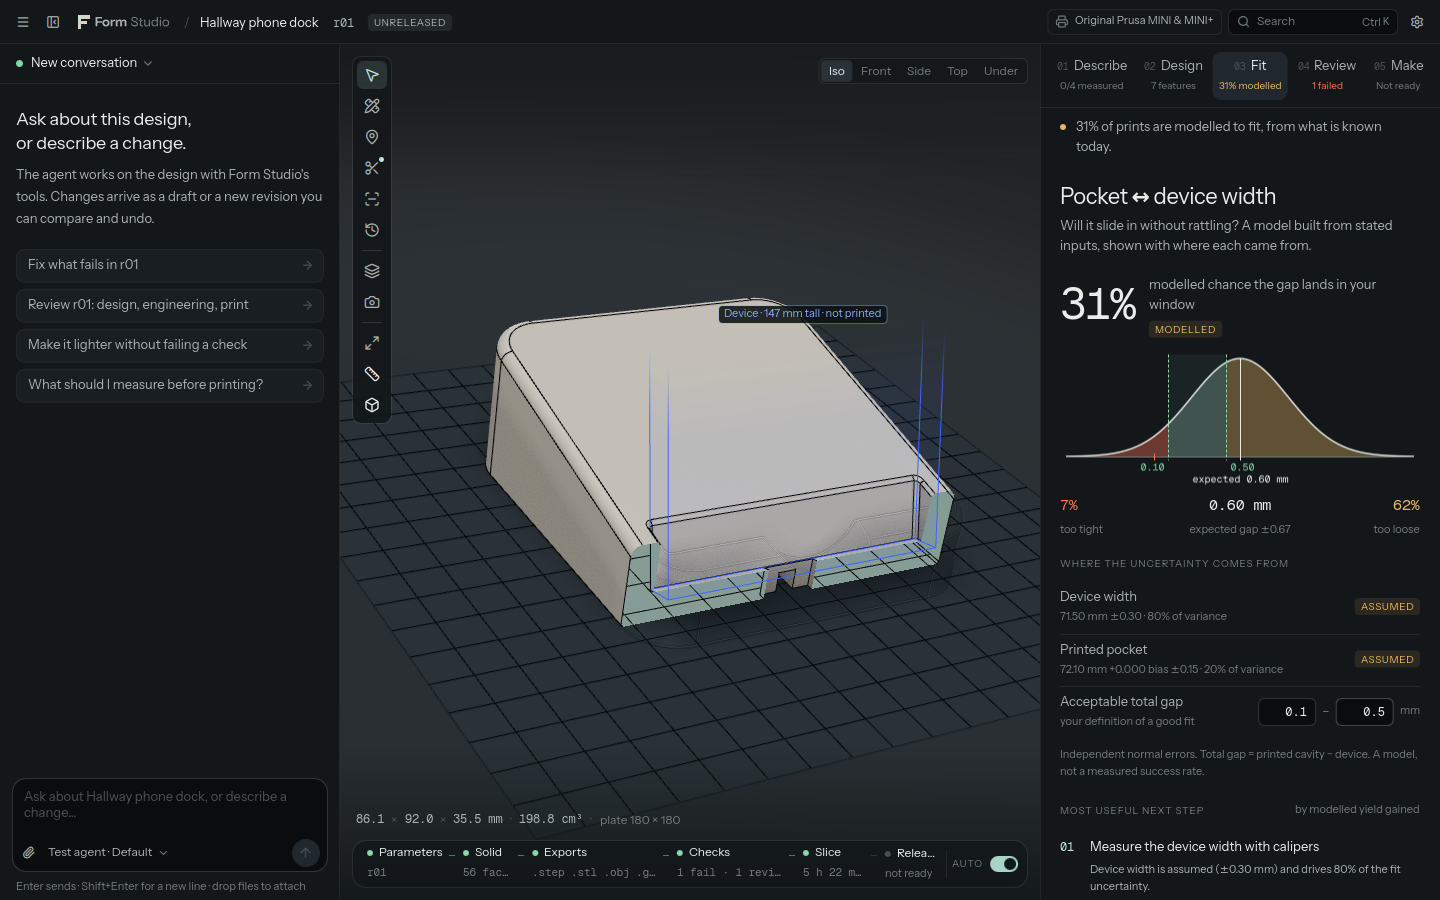 Form Studio / Hallway phone dock r01 UNRELEASED
Original Prusa MINI & MINI+
Search Ctrl K
New conversation
Ask about this design,
or describe a change.
The agent works on the design with Form Studio's
tools. Changes arrive as a draft or a new revision you
can compare and undo.
Fix what fails in r01
Review r01: design, engineering, print
Make it lighter without failing a check
What should I measure before printing?
Ask about Hallway phone dock, or describe a
change...
Test agent · Default
Enter sends · Shift+Enter for a new line · drop files to attach
Iso Front Side Top Under
Device · 147 mm tall · not printed
86.1 × 92.0 × 35.5 mm · 198.8 cm³ · plate 180 × 180
Parameters Solid Exports Checks Slice Relea...
r01 56 fac... .step .stl .obj .g... 1 fail · 1 revi... 5 h 22 m... not ready
AUTO
01 Describe 02 Design 03 Fit 04 Review 05 Make
0/4 measured 7 features 31% modelled 1 failed Not ready
31% of prints are modelled to fit, from what is known
today.
Pocket ↔ device width
Will it slide in without rattling? A model built from stated
inputs, shown with where each came from.
31%
modelled chance the gap lands in your
window
MODELLED
0.10 0.50
expected 0.60 mm
7% 0.60 mm 62%
too tight expected gap ±0.67 too loose
WHERE THE UNCERTAINTY COMES FROM
Device width
71.50 mm ±0.30 · 80% of variance
ASSUMED
Printed pocket
72.10 mm +0.000 bias ±0.15 · 20% of variance
ASSUMED
Acceptable total gap
your definition of a good fit
0.1 – 0.5 mm
Independent normal errors. Total gap = printed cavity − device. A model,
not a measured success rate.
MOST USEFUL NEXT STEP by modelled yield gained
01 Measure the device width with calipers
Device width is assumed (±0.30 mm) and drives 80% of the fit
uncertainty.